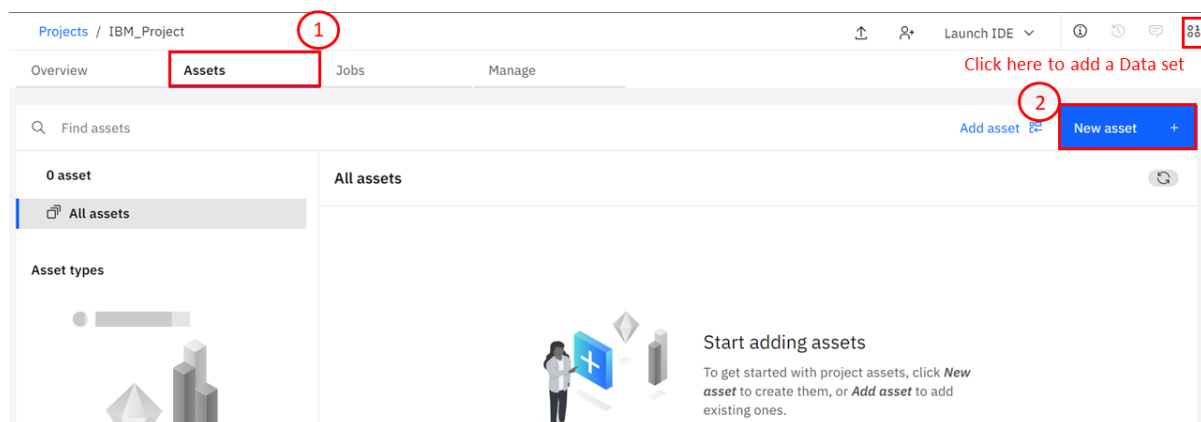 Projects / IBM_Project
1
Launch IDE
Overview
Assets
Jobs
Manage
Click here to add a Data set
2
Find assets
Add asset
New asset +
0 asset
All assets
All assets
Asset types
Start adding assets
To get started with project assets, click New
asset to create them, or Add asset to add
existing ones.